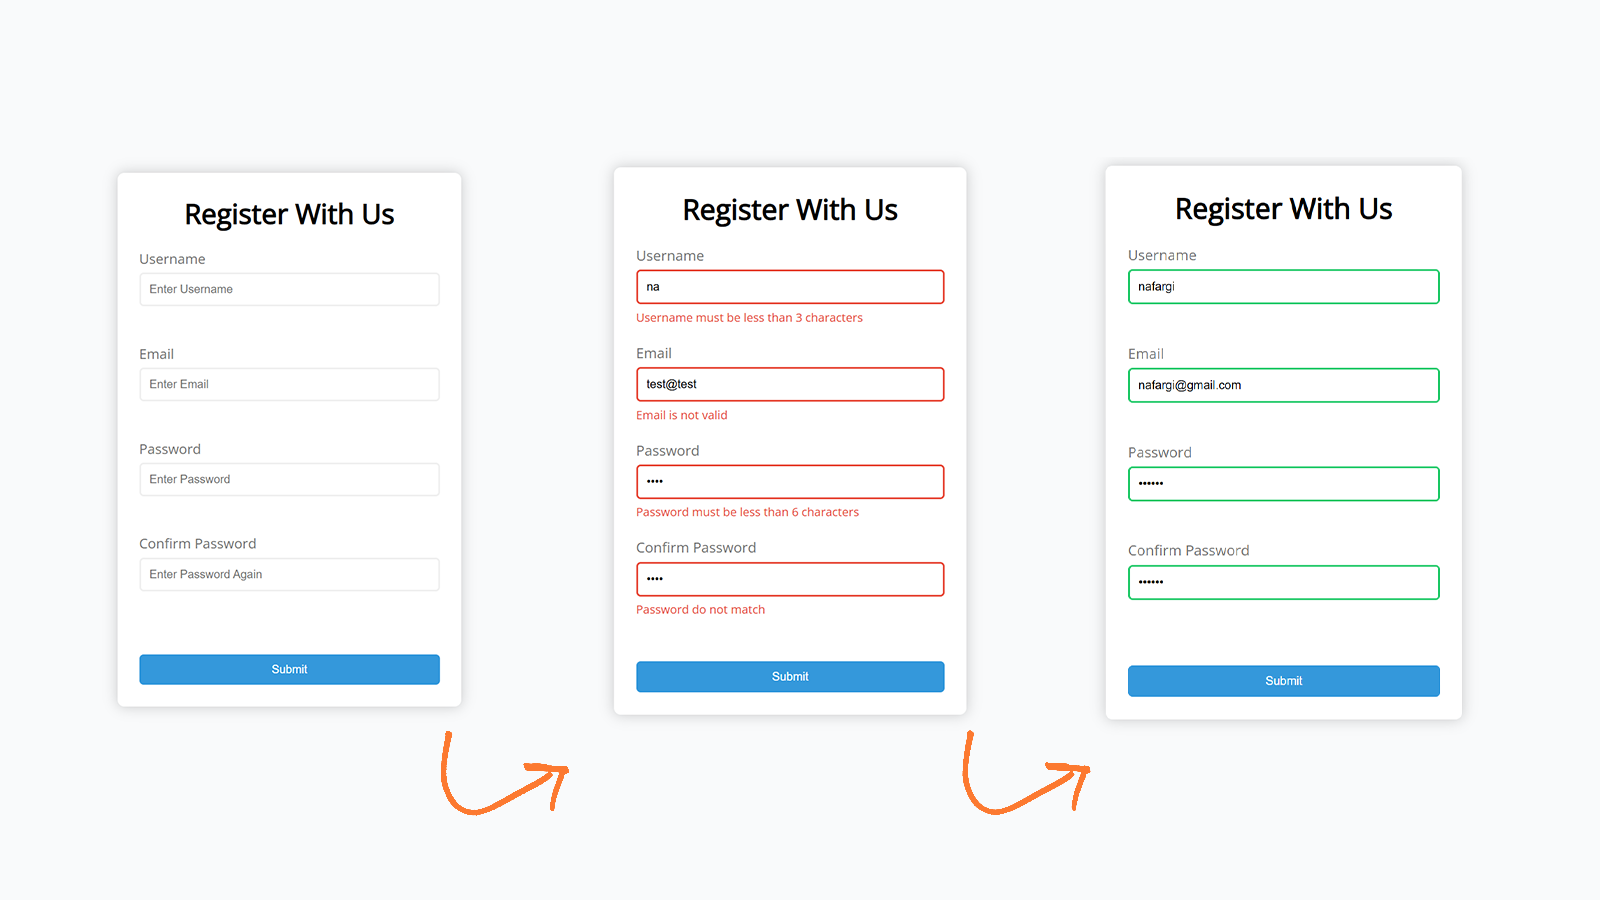 Register With Us
Username
Enter Username
Email
Enter Email
Password
Enter Password
Confirm Password
Enter Password Again
Submit
Register With Us
Username
na
Username must be less than 3 characters
Email
test@test
Email is not valid
Password
••••
Password must be less than 6 characters
Confirm Password
••••
Password do not match
Submit
Register With Us
Username
nafargi
Email
nafargi@gmail.com
Password
••••••
Confirm Password
••••••
Submit